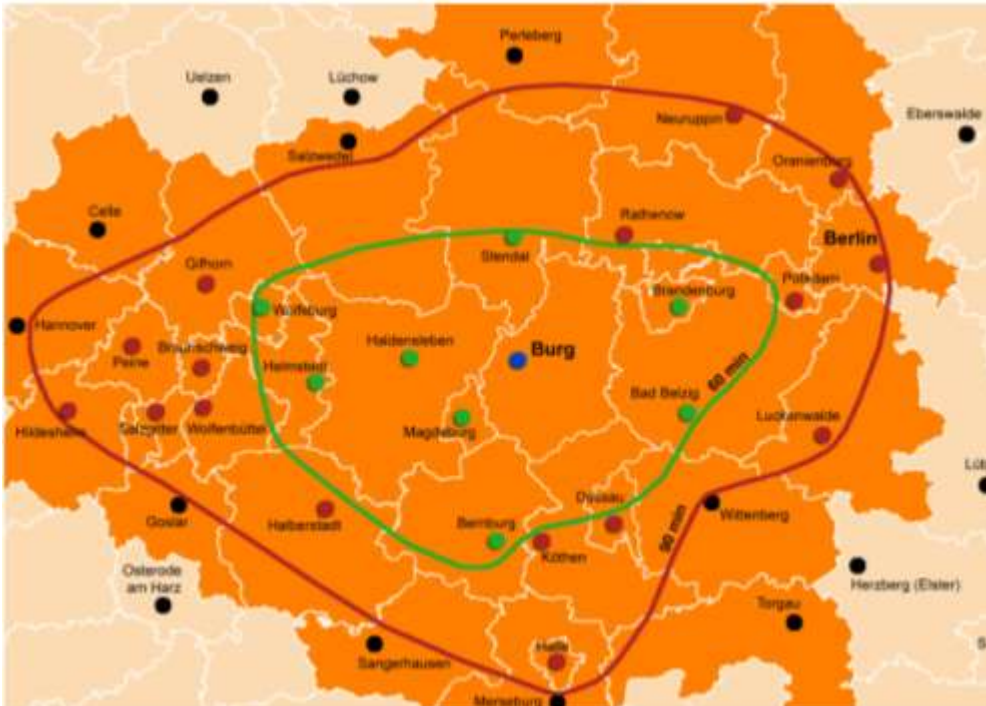 Perleberg
Uelzen
Lüchow
Neuruppin
Eberswalde
Salzwedel
Oranienburg
Celle
Rathenow
Berlin
Stendal
Gifhorn
Potsdam
Brandenburg
Wolfsburg
Hannover
Haldensleben
Burg
Braunschweig
Peine
Helmstedt
60 min
Bad Belzig
Luckenwalde
Hildesheim
Salzgitter
Wolfenbüttel
Magdeburg
Lüb
Goslar
Halberstadt
Dessau
Bernburg
90 min
Wittenberg
Köthen
Osterode
am Harz
Herzberg (Elster)
Torgau
Sangerhausen
Halle
S
Merseburg